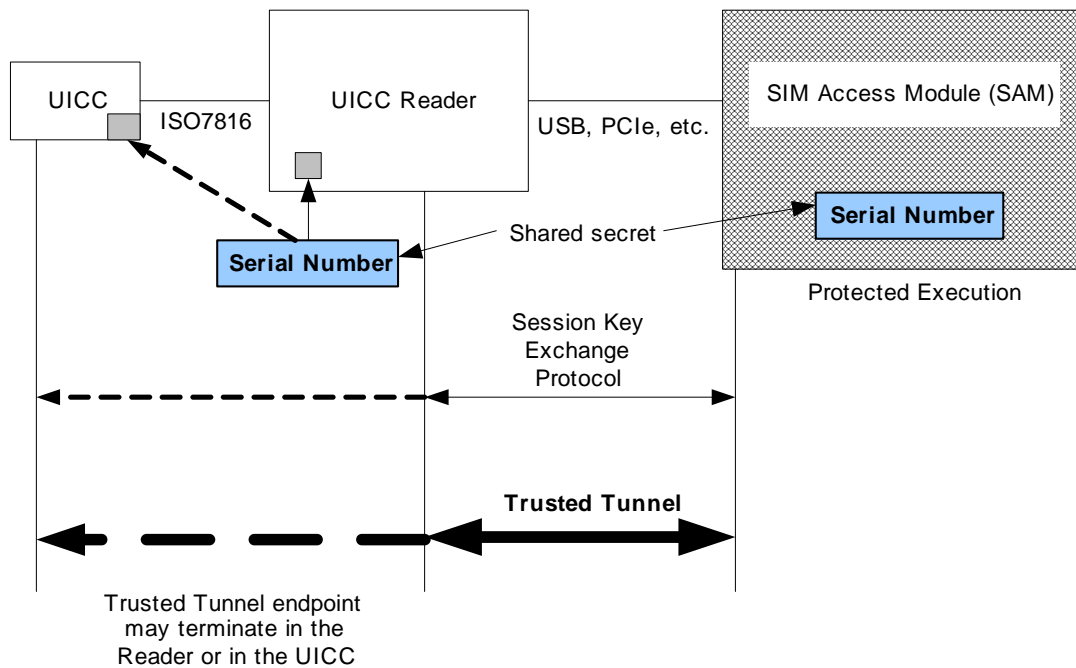 UICC
ISO7816
UICC Reader
USB, PCIe, etc.
SIM Access Module (SAM)
Serial Number
Shared secret
Serial Number
Protected Execution
Session Key
Exchange
Protocol
Trusted Tunnel
Trusted Tunnel endpoint
may terminate in the
Reader or in the UICC